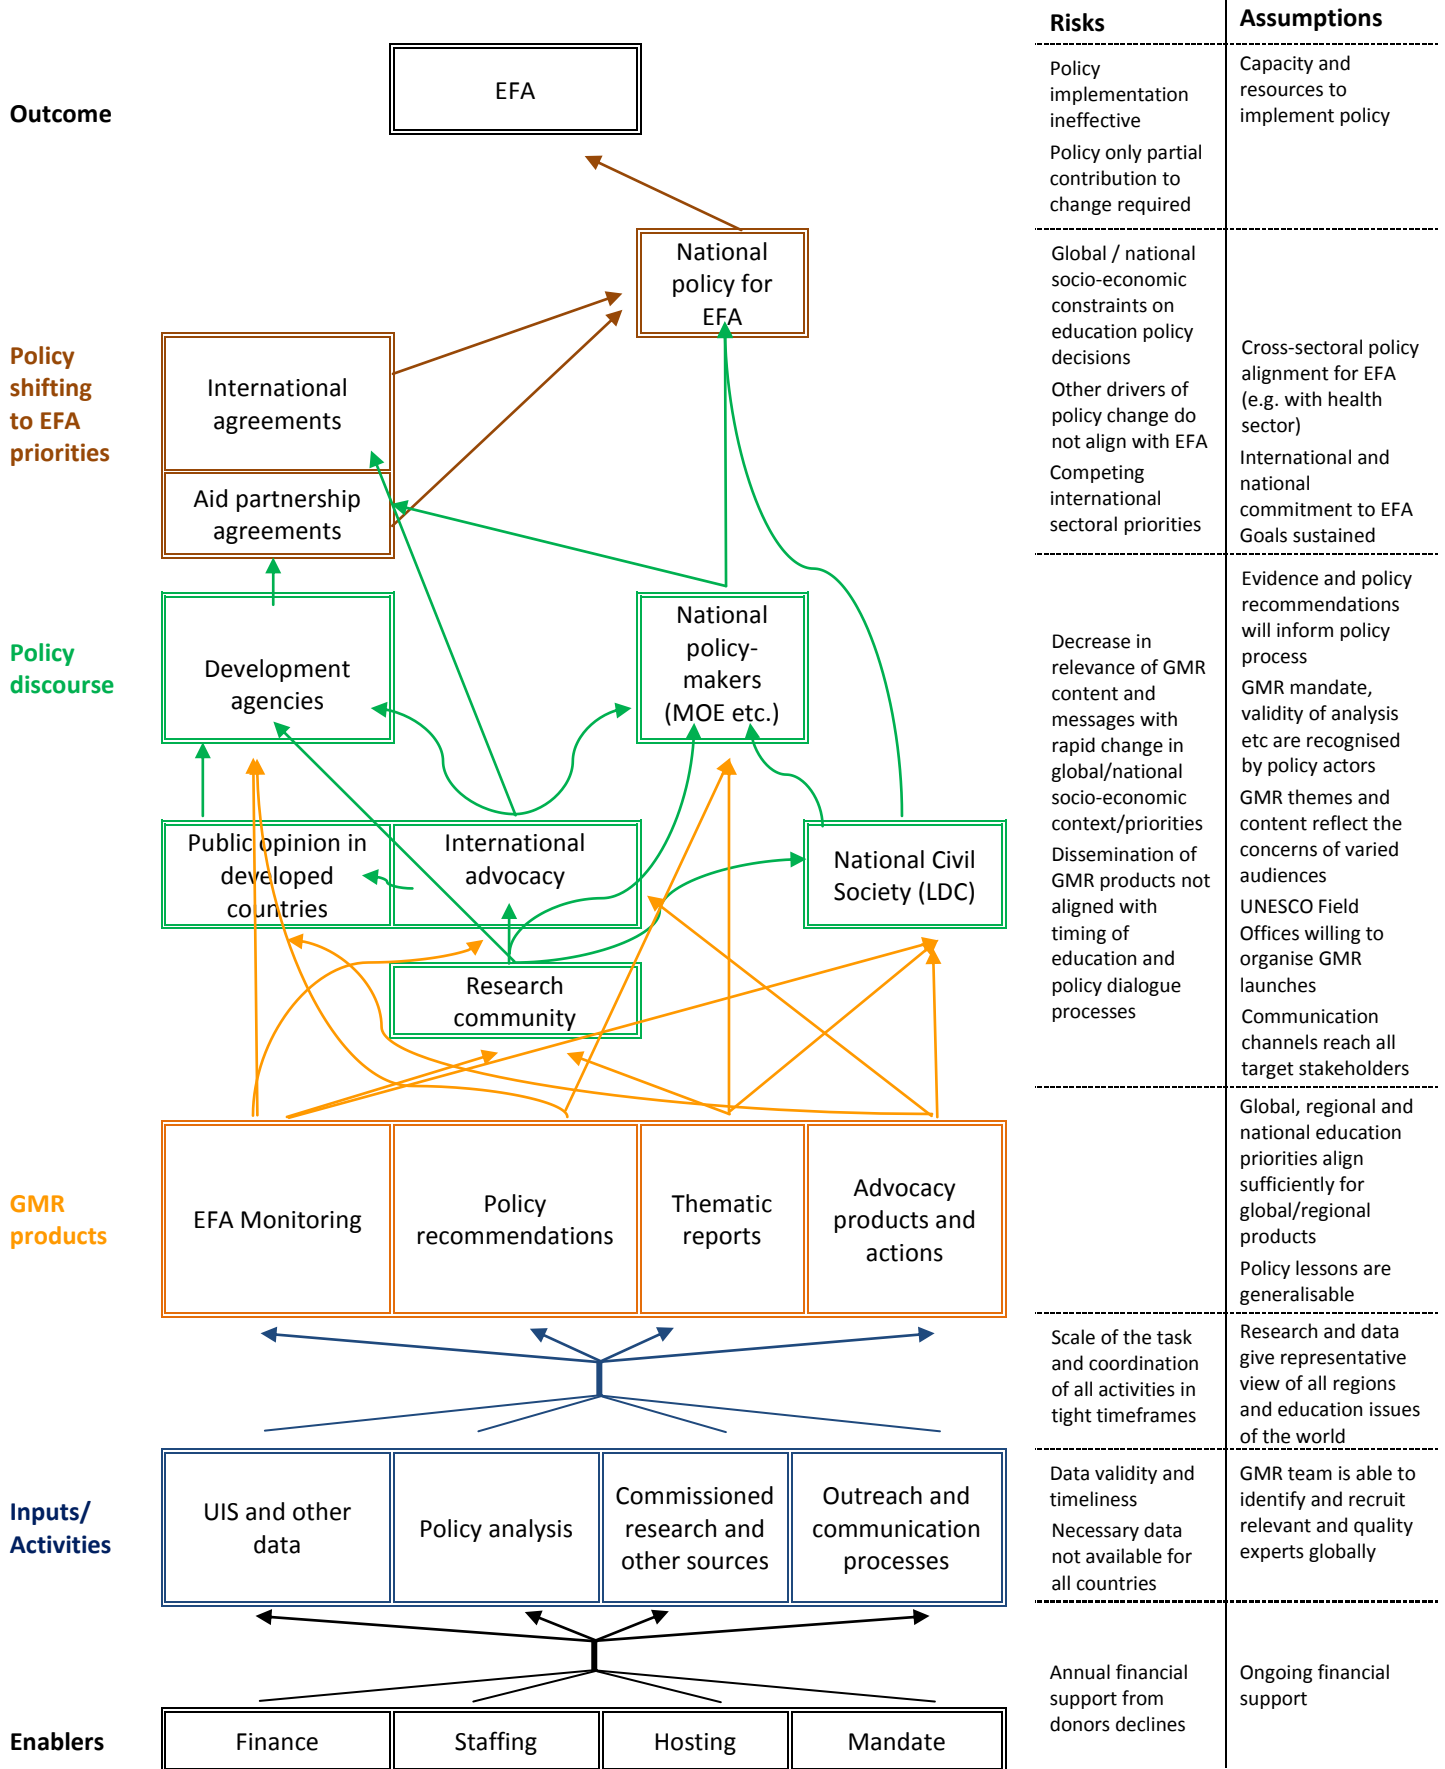 Risks
Assumptions
Outcome
EFA
Policy
implementation
ineffective
Policy only partial
contribution to
change required
Capacity and
resources to
implement policy
Policy
shifting
to EFA
priorities
National
policy for
EFA
International
agreements
Aid partnership
agreements
Global / national
socio-economic
constraints on
education policy
decisions
Other drivers of
policy change do
not align with EFA
Competing
international
sectoral priorities
Cross-sectoral policy
alignment for EFA
(e.g. with health
sector)
International and
national
commitment to EFA
Goals sustained
Policy
discourse
Development
agencies
National
policy-
makers
(MOE etc.)
Public opinion in
developed
countries
International
advocacy
National Civil
Society (LDC)
Research
community
Decrease in
relevance of GMR
content and
messages with
rapid change in
global/national
socio-economic
context/priorities
Dissemination of
GMR products not
aligned with
timing of
education and
policy dialogue
processes
Evidence and policy
recommendations
will inform policy
process
GMR mandate,
validity of analysis
etc are recognised
by policy actors
GMR themes and
content reflect the
concerns of varied
audiences
UNESCO Field
Offices willing to
organise GMR
launches
Communication
channels reach all
target stakeholders
GMR
products
EFA Monitoring
Policy
recommendations
Thematic
reports
Advocacy
products and
actions
Global, regional and
national education
priorities align
sufficiently for
global/regional
products
Policy lessons are
generalisable
Scale of the task
and coordination
of all activities in
tight timeframes
Research and data
give representative
view of all regions
and education issues
of the world
Inputs/
Activities
UIS and other
data
Policy analysis
Commissioned
research and
other sources
Outreach and
communication
processes
Data validity and
timeliness
Necessary data
not available for
all countries
GMR team is able to
identify and recruit
relevant and quality
experts globally
Enablers
Finance
Staffing
Hosting
Mandate
Annual financial
support from
donors declines
Ongoing financial
support